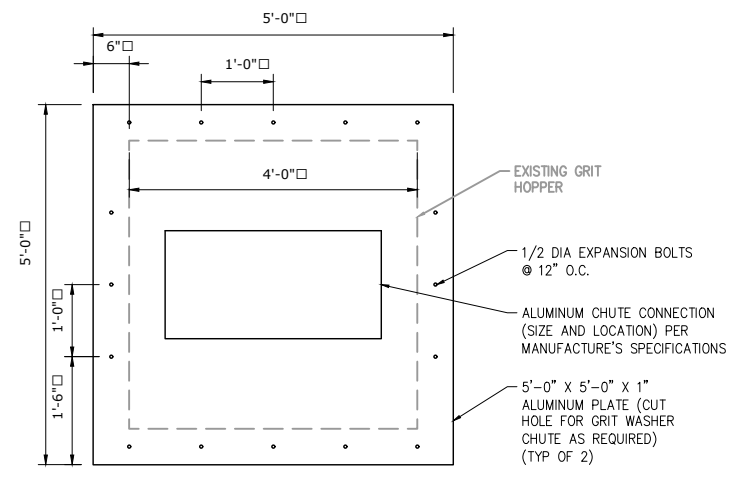 5'-0"□
6"□
1'-0"□
4'-0"□
5'-0"□
1'-0"□
1'-6"□
EXISTING GRIT
HOPPER
1/2 DIA EXPANSION BOLTS
@ 12" O.C.
ALUMINUM CHUTE CONNECTION
(SIZE AND LOCATION) PER
MANUFACTURE'S SPECIFICATIONS
5'-0" X 5'-0" X 1"
ALUMINUM PLATE (CUT
HOLE FOR GRIT WASHER
CHUTE AS REQUIRED)
(TYP OF 2)